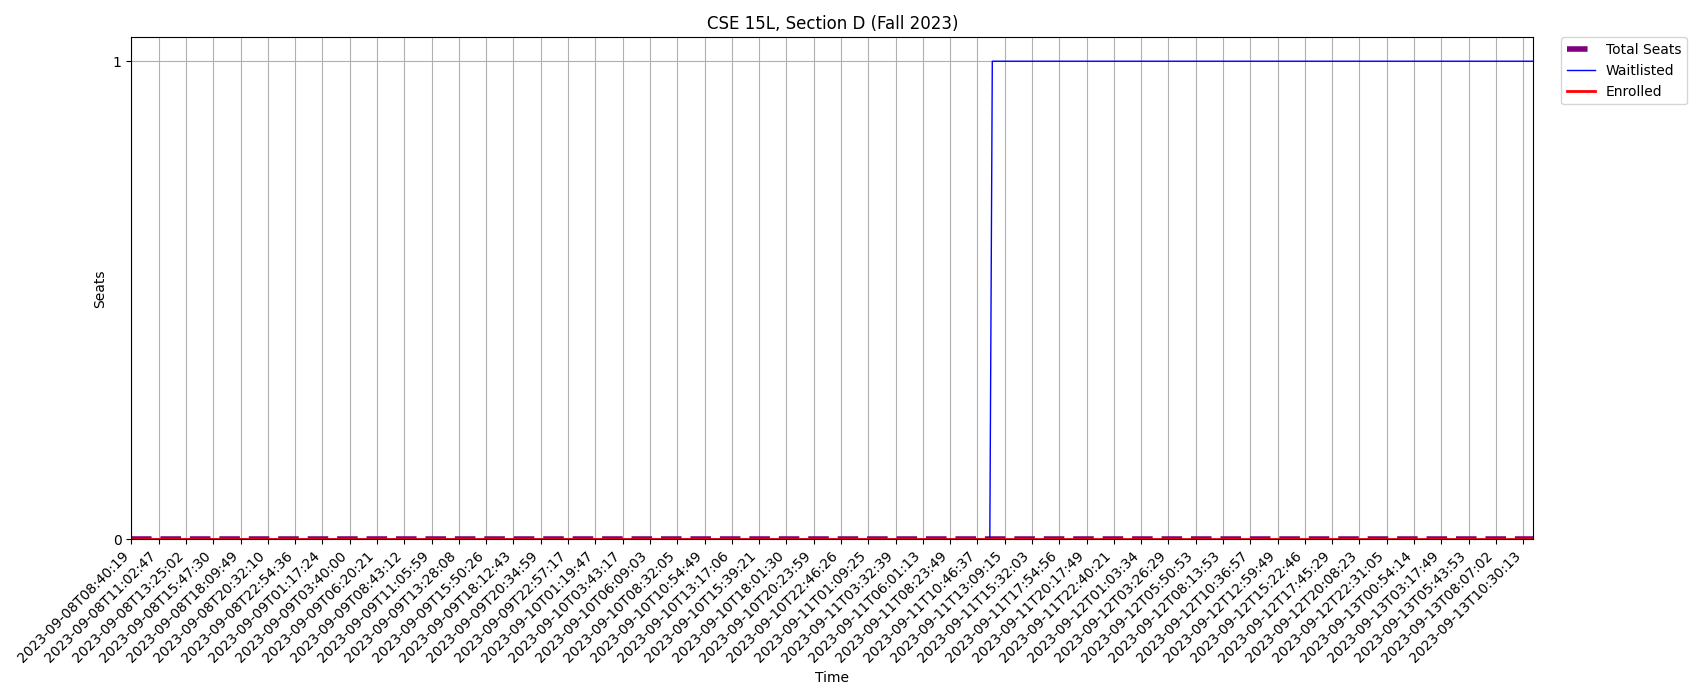 CSE 15L, Section D (Fall 2023)
Total Seats
Waitlisted
Enrolled
1
0
Seats
2023-09-08T08:40:19
2023-09-08T11:02:47
2023-09-08T13:25:02
2023-09-08T15:47:30
2023-09-08T18:09:49
2023-09-08T20:32:10
2023-09-08T22:54:36
2023-09-09T01:17:24
2023-09-09T03:40:00
2023-09-09T06:20:21
2023-09-09T08:43:12
2023-09-09T11:05:59
2023-09-09T13:28:08
2023-09-09T15:50:26
2023-09-09T18:12:43
2023-09-09T20:34:59
2023-09-09T22:57:17
2023-09-10T01:19:47
2023-09-10T03:43:17
2023-09-10T06:09:03
2023-09-10T08:32:05
2023-09-10T10:54:49
2023-09-10T13:17:06
2023-09-10T15:39:21
2023-09-10T18:01:30
2023-09-10T20:23:59
2023-09-10T22:46:26
2023-09-11T01:09:25
2023-09-11T03:32:39
2023-09-11T06:01:13
2023-09-11T08:23:49
2023-09-11T10:46:37
2023-09-11T13:09:15
2023-09-11T15:32:03
2023-09-11T17:54:56
2023-09-11T20:17:49
2023-09-11T22:40:21
2023-09-12T01:03:34
2023-09-12T03:26:29
2023-09-12T05:50:53
2023-09-12T08:13:53
2023-09-12T10:36:57
2023-09-12T12:59:49
2023-09-12T15:22:46
2023-09-12T17:45:29
2023-09-12T20:08:23
2023-09-12T22:31:05
2023-09-13T00:54:14
2023-09-13T03:17:49
2023-09-13T05:43:53
2023-09-13T08:07:02
2023-09-13T10:30:13
Time